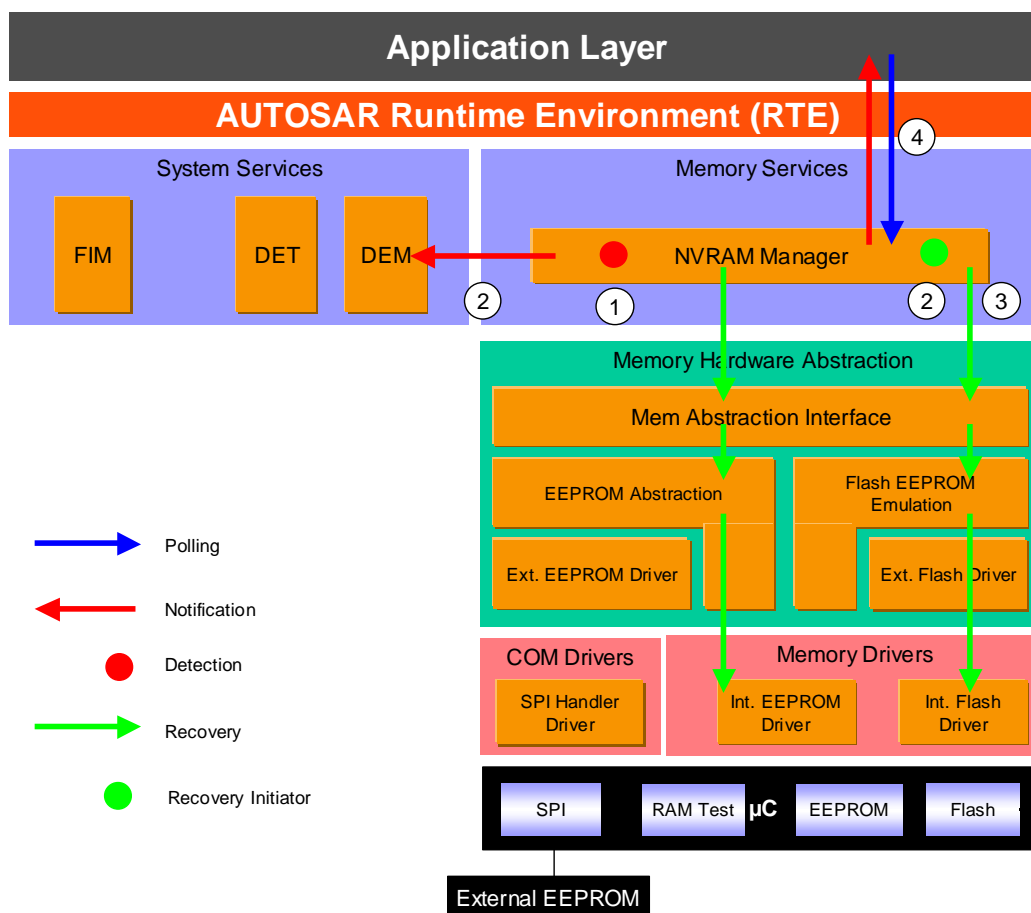 Application Layer
AUTOSAR Runtime Environment (RTE)
4
System Services
Memory Services
FIM
DET
DEM
NVRAM Manager
2
1
2
3
Memory Hardware Abstraction
Mem Abstraction Interface
EEPROM Abstraction
Flash EEPROM
Emulation
Ext. EEPROM Driver
Ext. Flash Driver
Polling
Notification
Detection
Recovery
Recovery Initiator
COM Drivers
Memory Drivers
SPI Handler
Driver
Int. EEPROM
Driver
Int. Flash
Driver
SPI
RAM Test
µC
EEPROM
Flash
External EEPROM